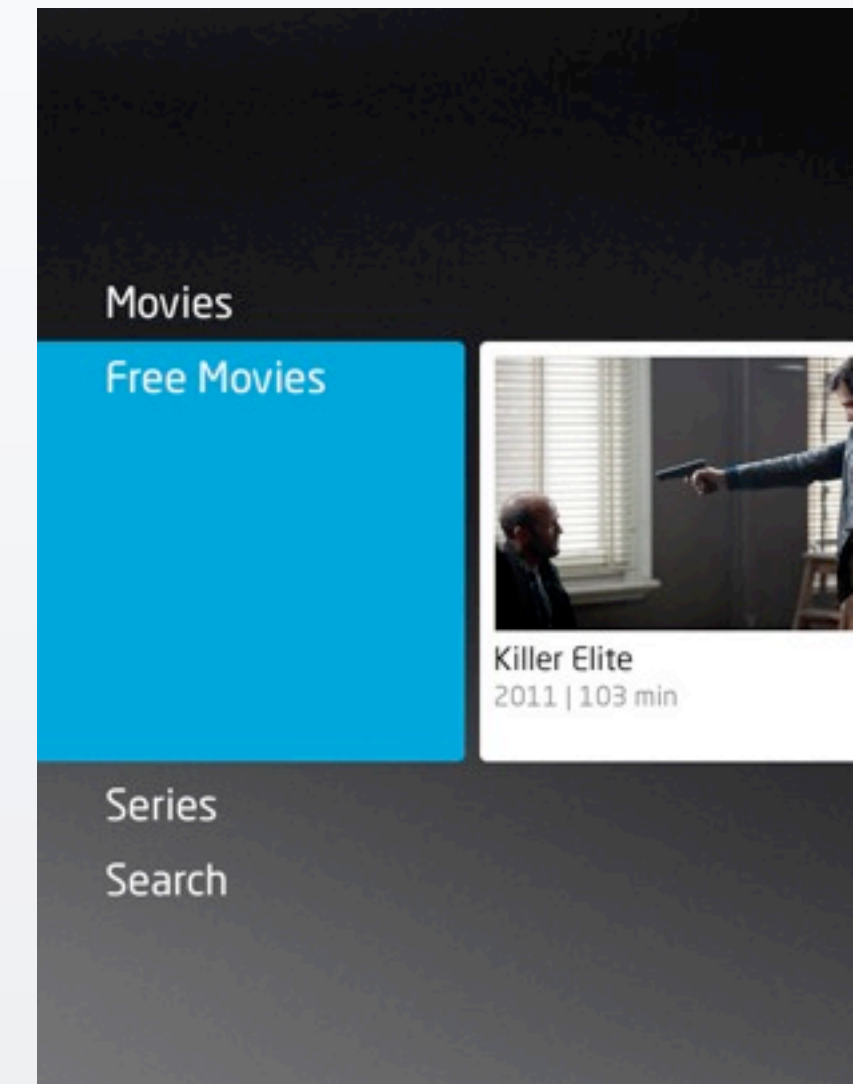 Movies
Free Movies
Killer Elite
2011 | 103 min
Series
Search